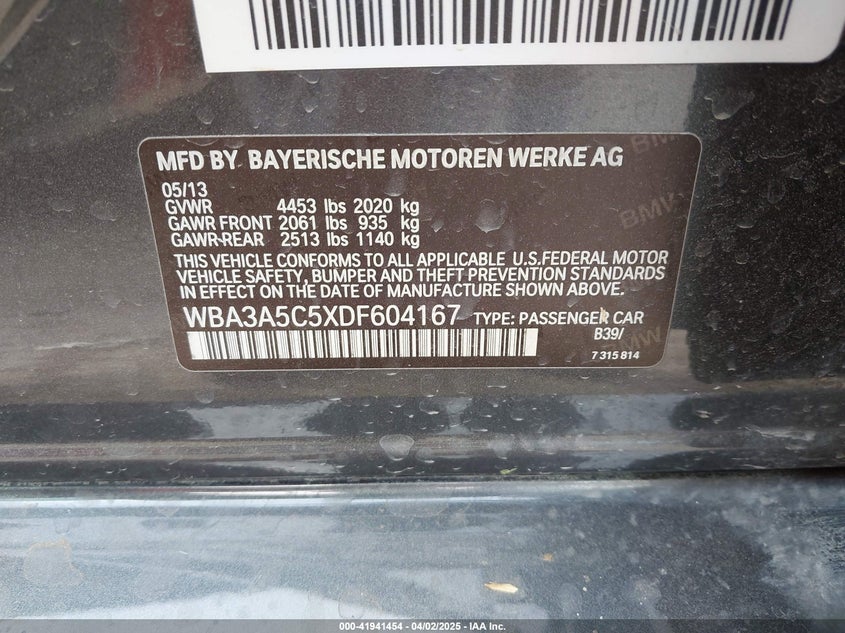 MFD BY BAYERISCHE MOTOREN WERKE AG
05/13
GVWR 4453 lbs 2020 kg
GAWR FRONT 2061 lbs 935 kg
GAWR-REAR 2513 lbs 1140 kg
THIS VEHICLE CONFORMS TO ALL APPLICABLE U.S.FEDERAL MOTOR
VEHICLE SAFETY, BUMPER AND THEFT PREVENTION STANDARDS
IN EFFECT ON THE DATE OF MANUFACTURE SHOWN ABOVE.
WBA3A5C5XDF604167 TYPE: PASSENGER CAR
B39/
7 315 814
BMW
BMW
BMW
000-41941454 - 04/02/2025 - IAA Inc.